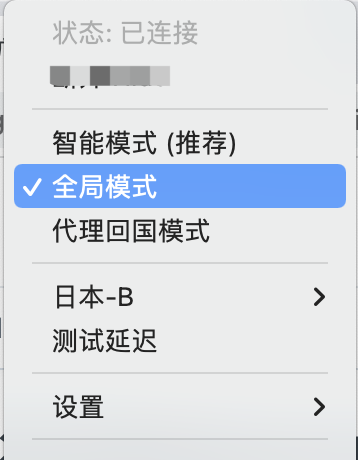 状态: 已连接
智能模式 (推荐)
✓ 全局模式
代理回国模式
日本-B
测试延迟
设置